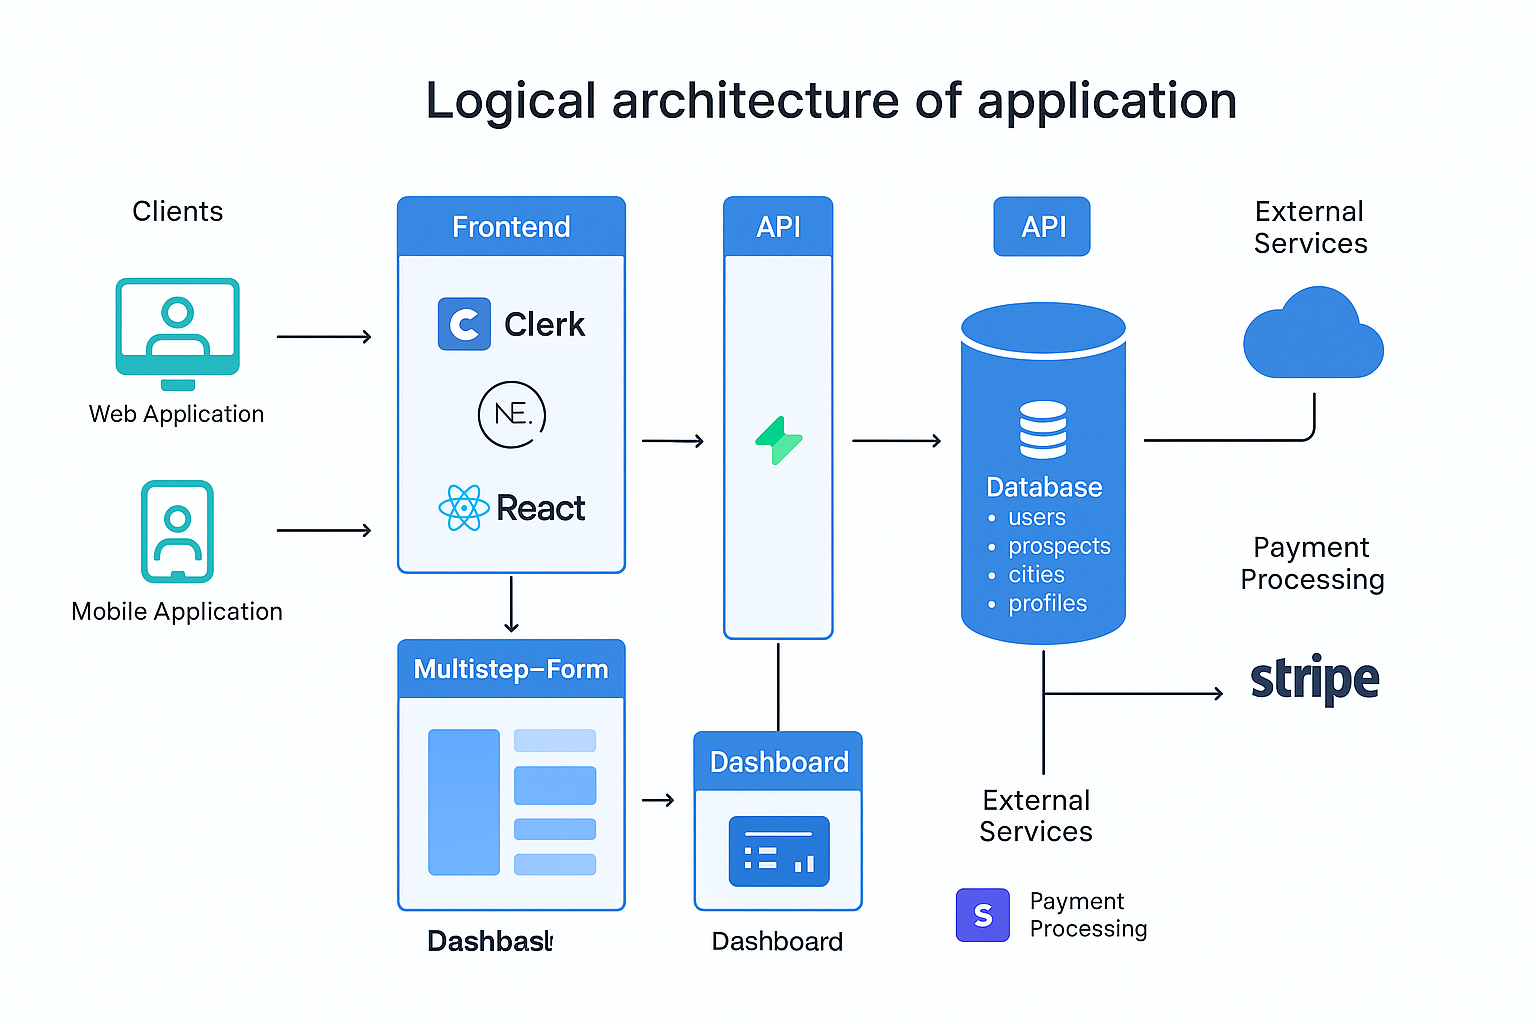 Logical architecture of application
Clients
Web Application
Mobile Application
Frontend
C Clerk
NE.
React
Multistep–Form
Dashboard
Dashboard
API
API
Database
• users
• prospects
• cities
• profiles
External
Services
Payment
Processing
stripe
External
Services
S
Payment
Processing